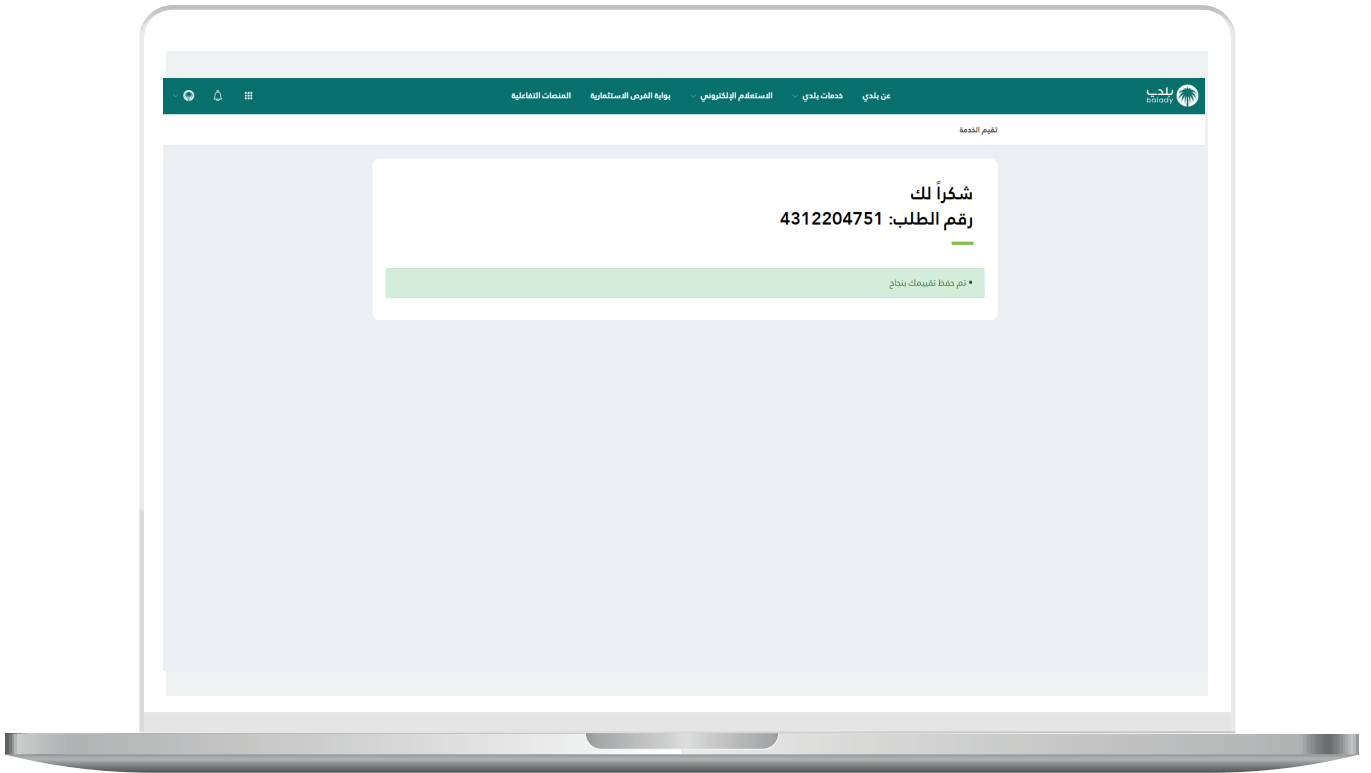 بلدي
balady
عن بلدي خدمات بلدي الاستعلام الإلكتروني بوابة الفرص الاستثمارية المنصات التفاعلية
تقيم الخدمة
شكراً لك
رقم الطلب: 4312204751
• تم حفظ تقييمك بنجاح